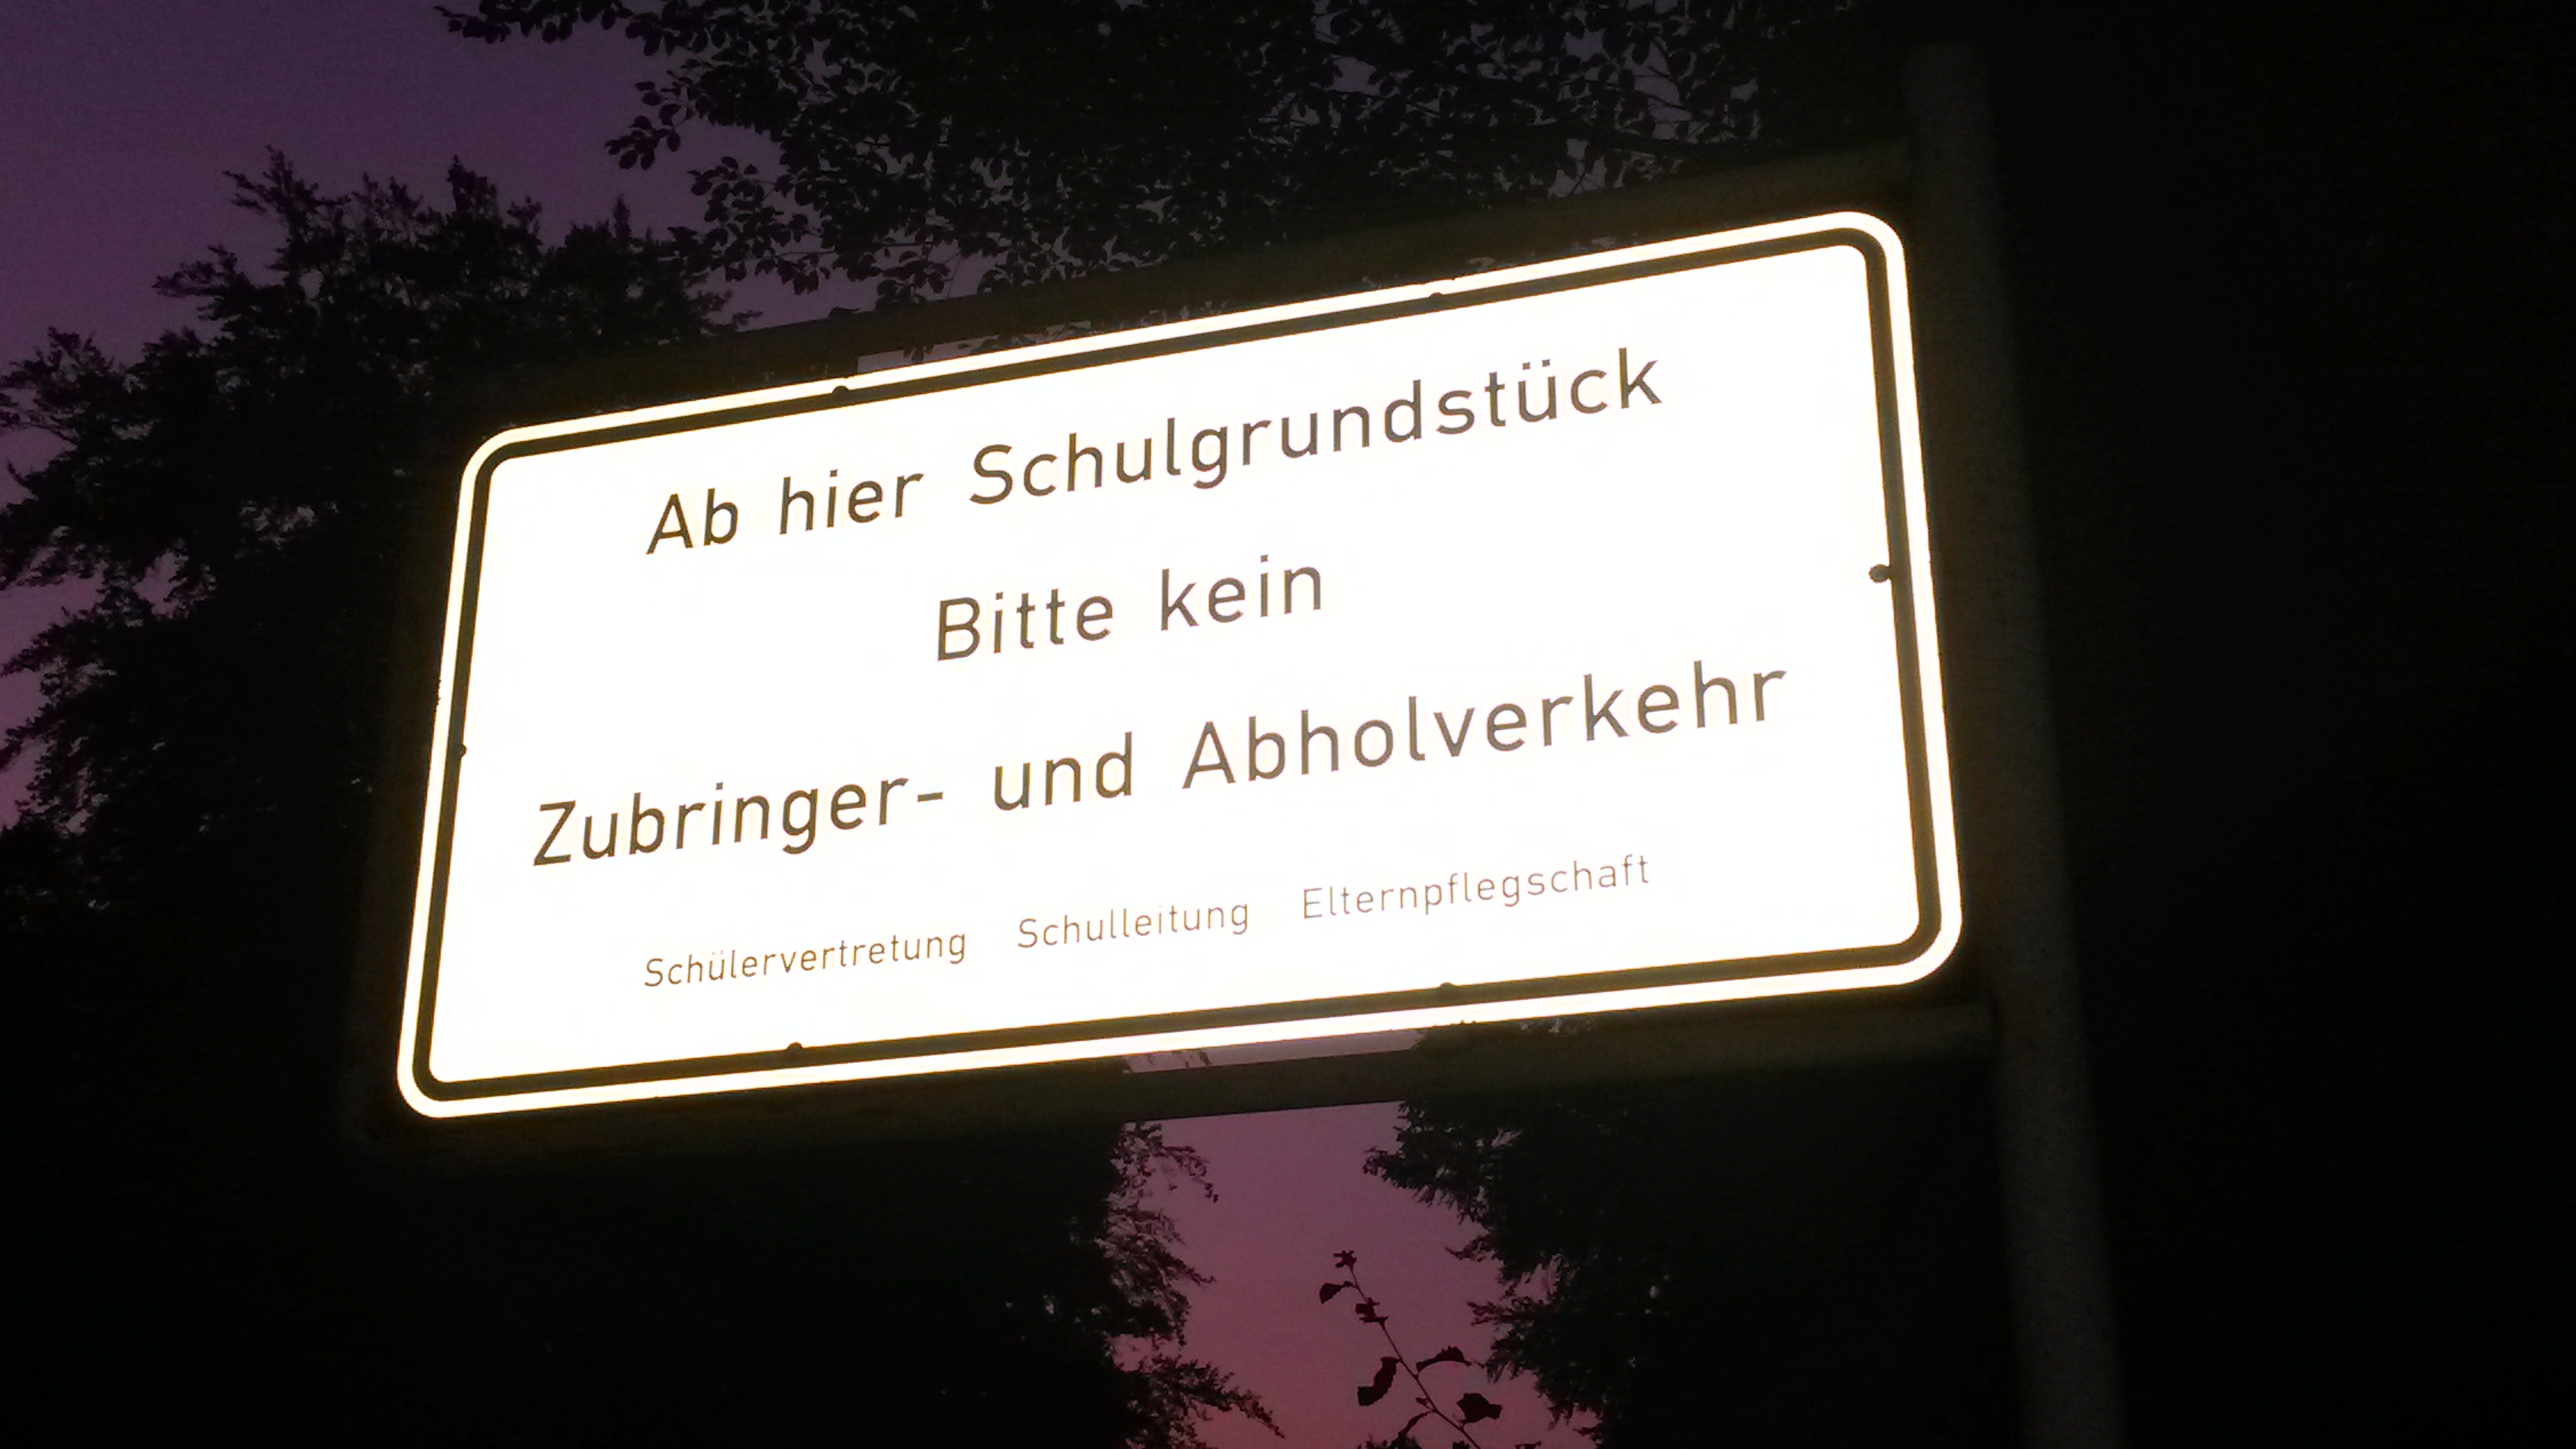 Ab hier Schulgrundstück
Bitte kein
Zubringer- und Abholverkehr
Schülervertretung Schulleitung Elternpflegschaft